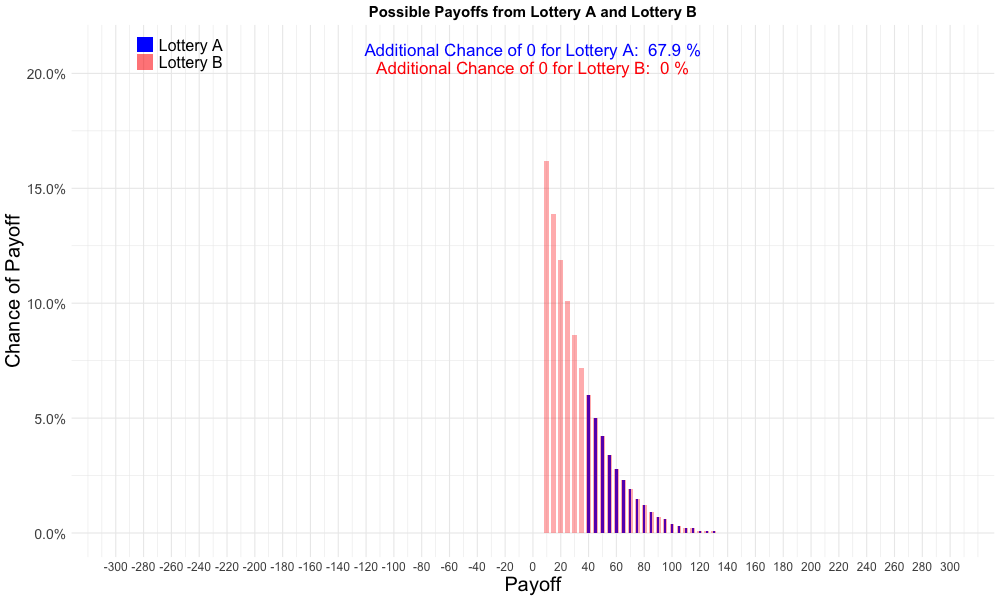 Possible Payoffs from Lottery A and Lottery B
Lottery A
Lottery B
Additional Chance of 0 for Lottery A:  67.9 %
Additional Chance of 0 for Lottery B:  0 %
Chance of Payoff
20.0%
15.0%
10.0%
5.0%
0.0%
-300 -280 -260 -240 -220 -200 -180 -160 -140 -120 -100 -80 -60 -40 -20 0 20 40 60 80 100 120 140 160 180 200 220 240 260 280 300
Payoff